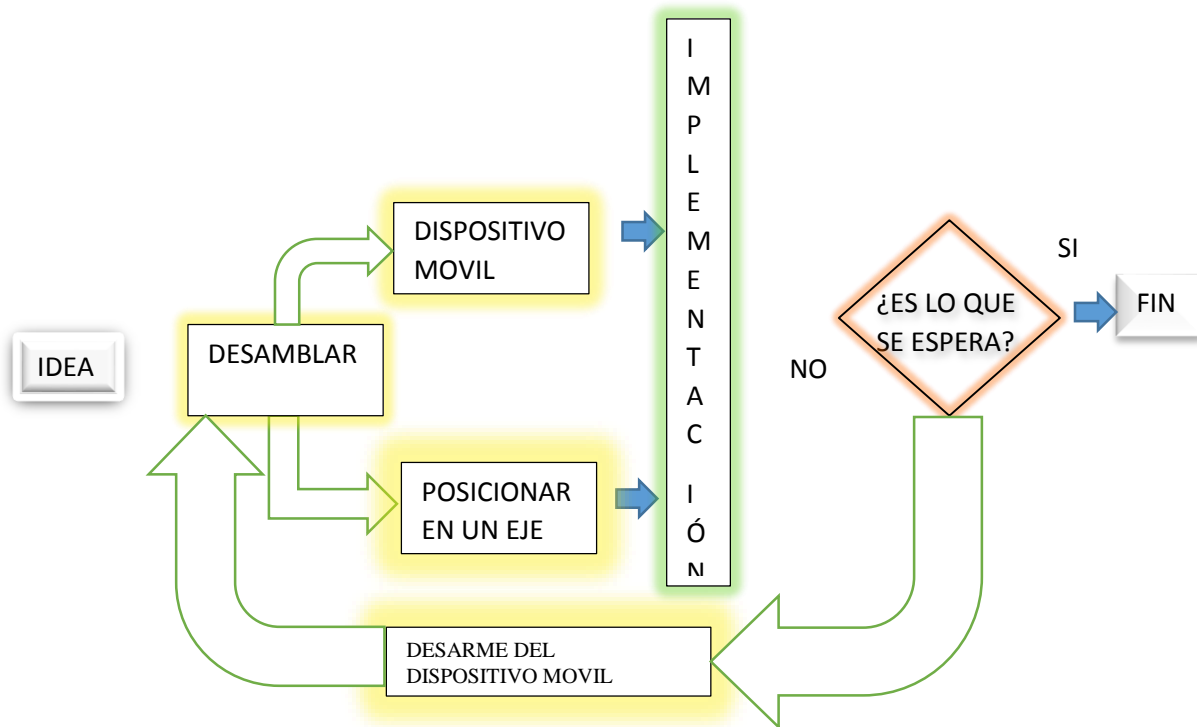 IDEA
DESAMBLAR
DISPOSITIVO
MOVIL
POSICIONAR
EN UN EJE
I
M
P
L
E
M
E
N
T
A
C
I
Ó
N
¿ES LO QUE
SE ESPERA?
SI
FIN
NO
DESARME DEL
DISPOSITIVO MOVIL